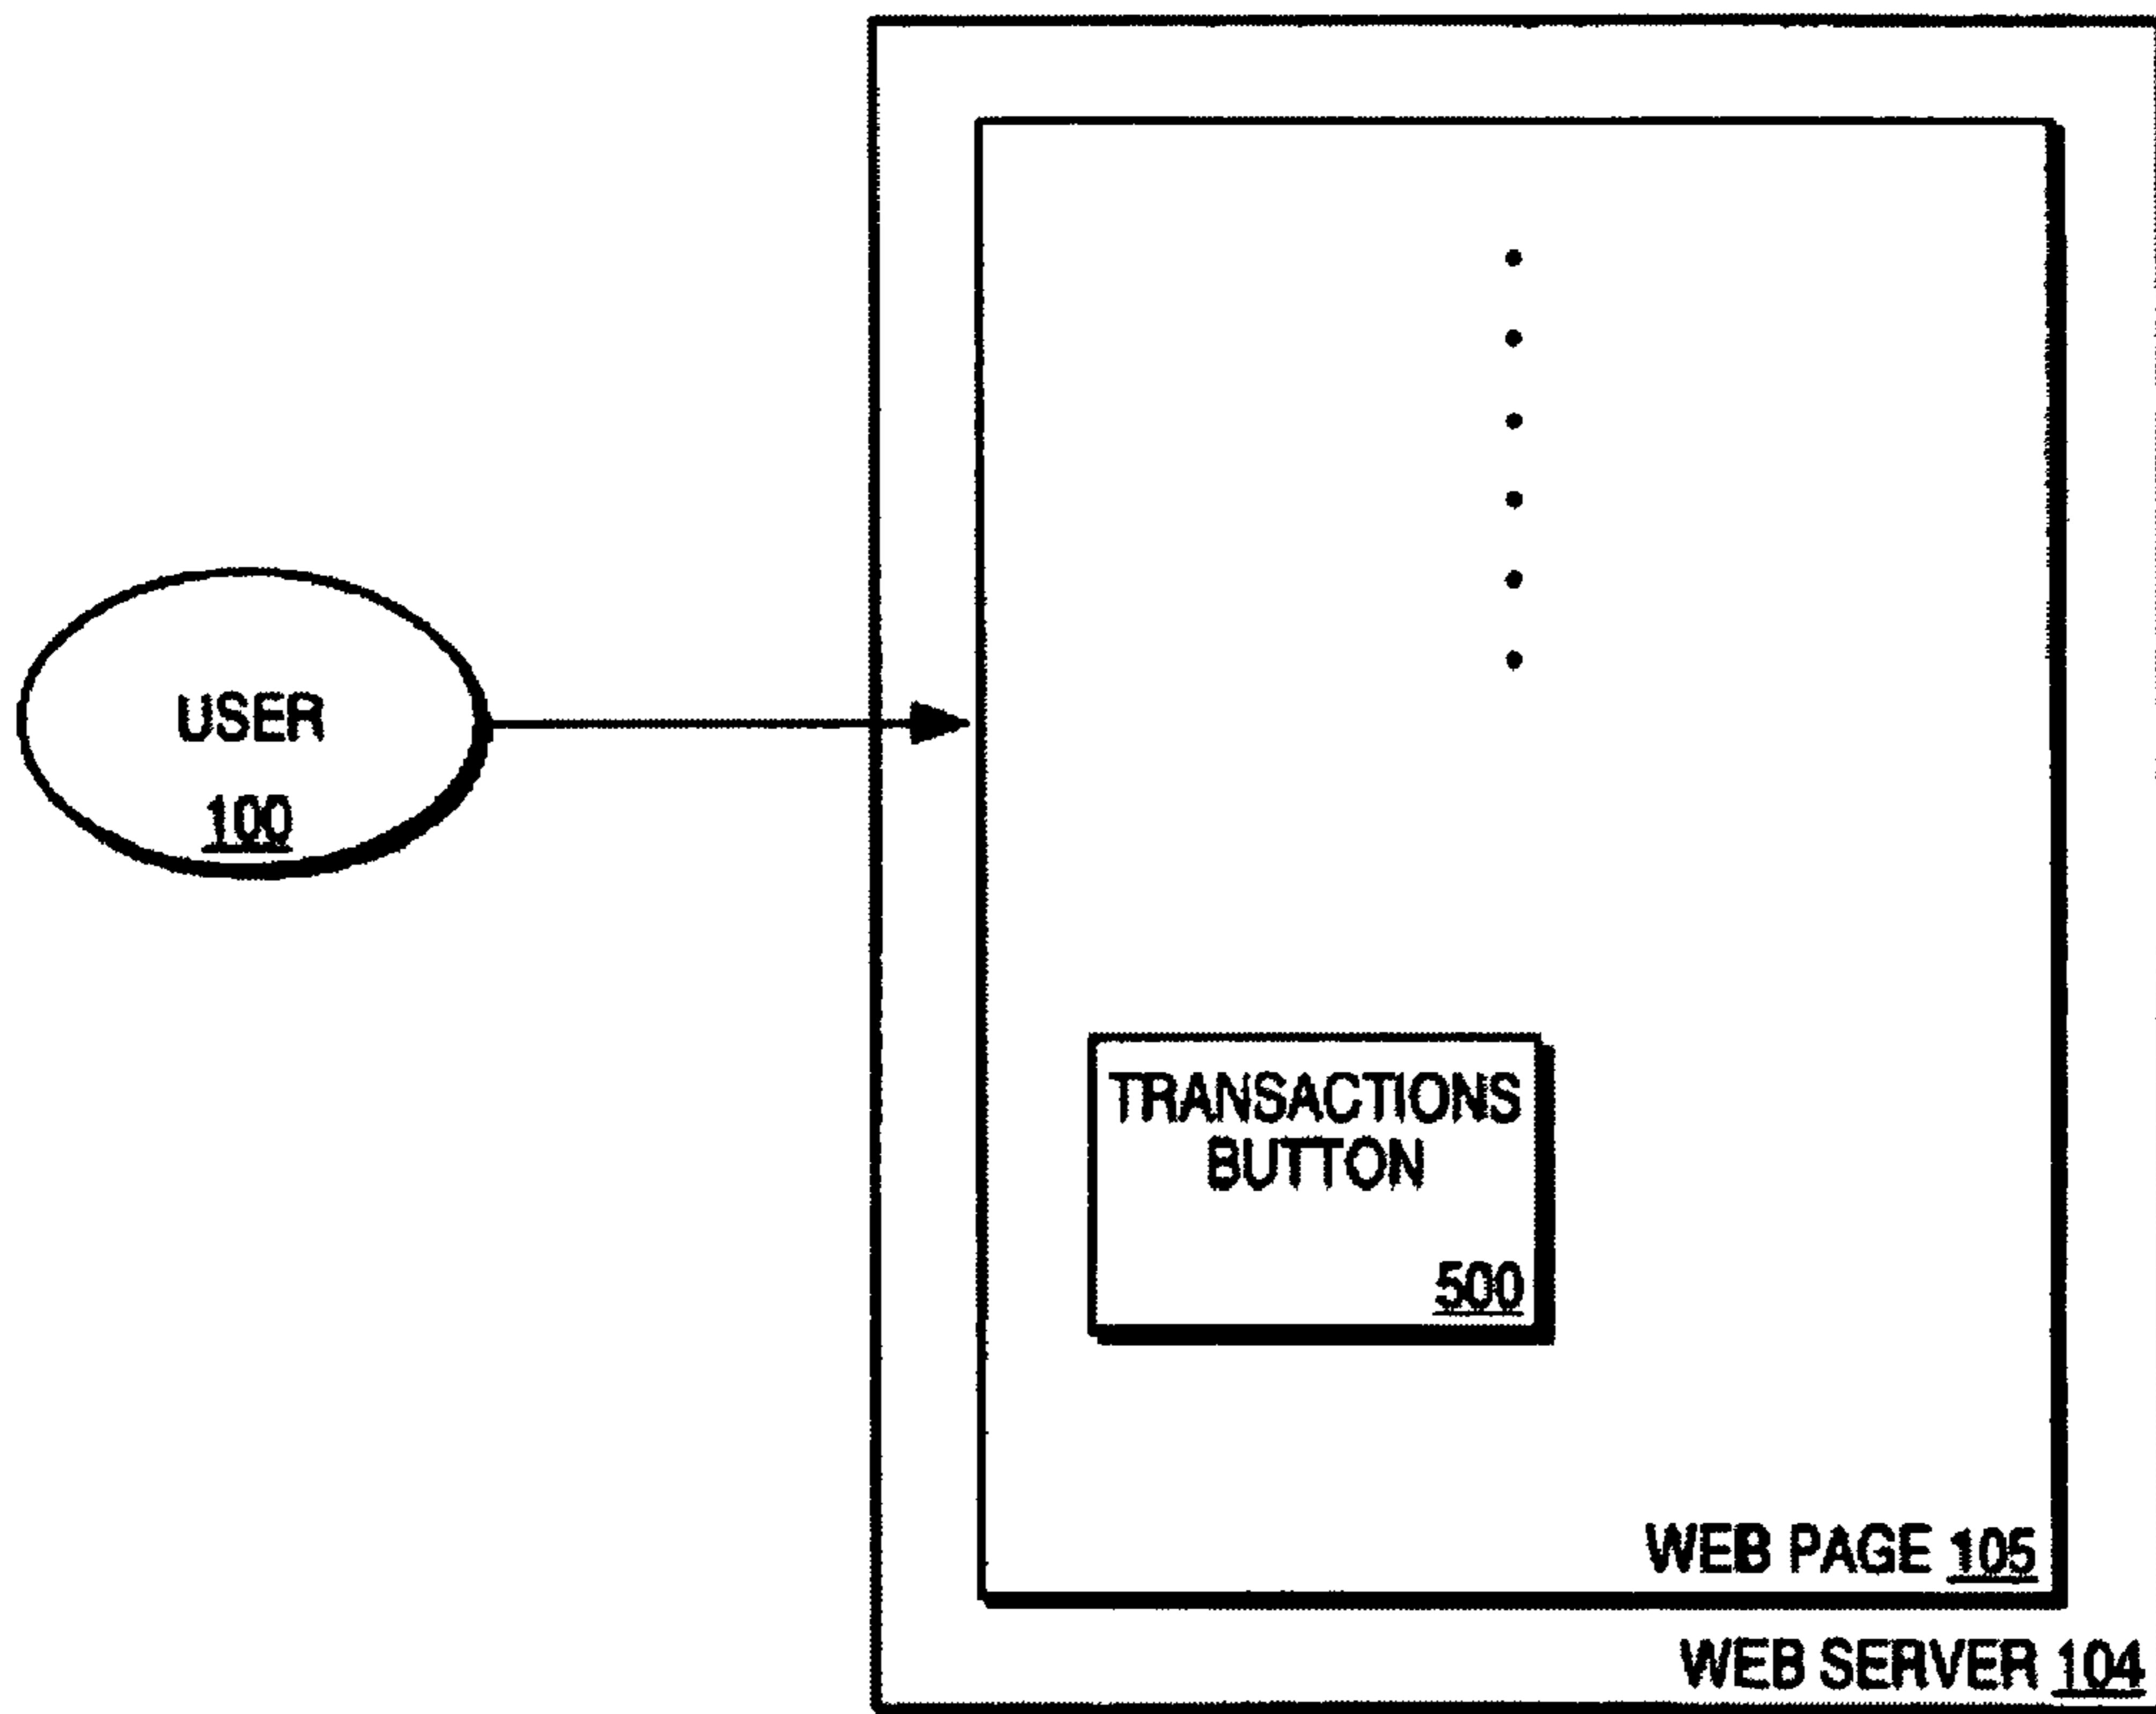 USER
100
TRANSACTIONS
BUTTON
500
WEB PAGE 105
WEB SERVER 104